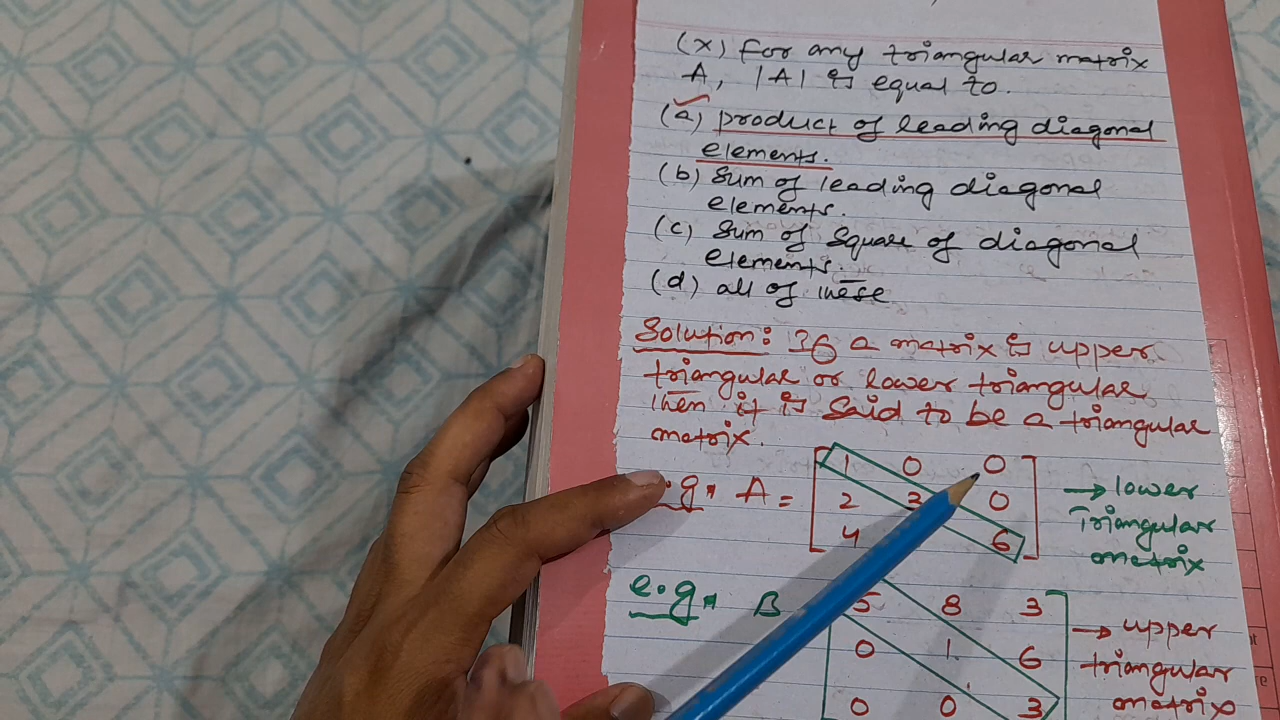 (x) For any triangular matrix
A, |A| is equal to.
(a) product of leading diagonal
elements.
(b) Sum of leading diagonal
elements.
(c) Sum of square of diagonal
elements.
(d) all of these
Solution: If a matrix is upper
triangular or lower triangular
then it is said to be a triangular
matrix.
e.g. A = [ 1 0 0
2 3 0
4 6 ] → lower
Triangular
matrix
e.g. B 5 8 3
0 1 6
0 0 3 → upper
triangular
matrix